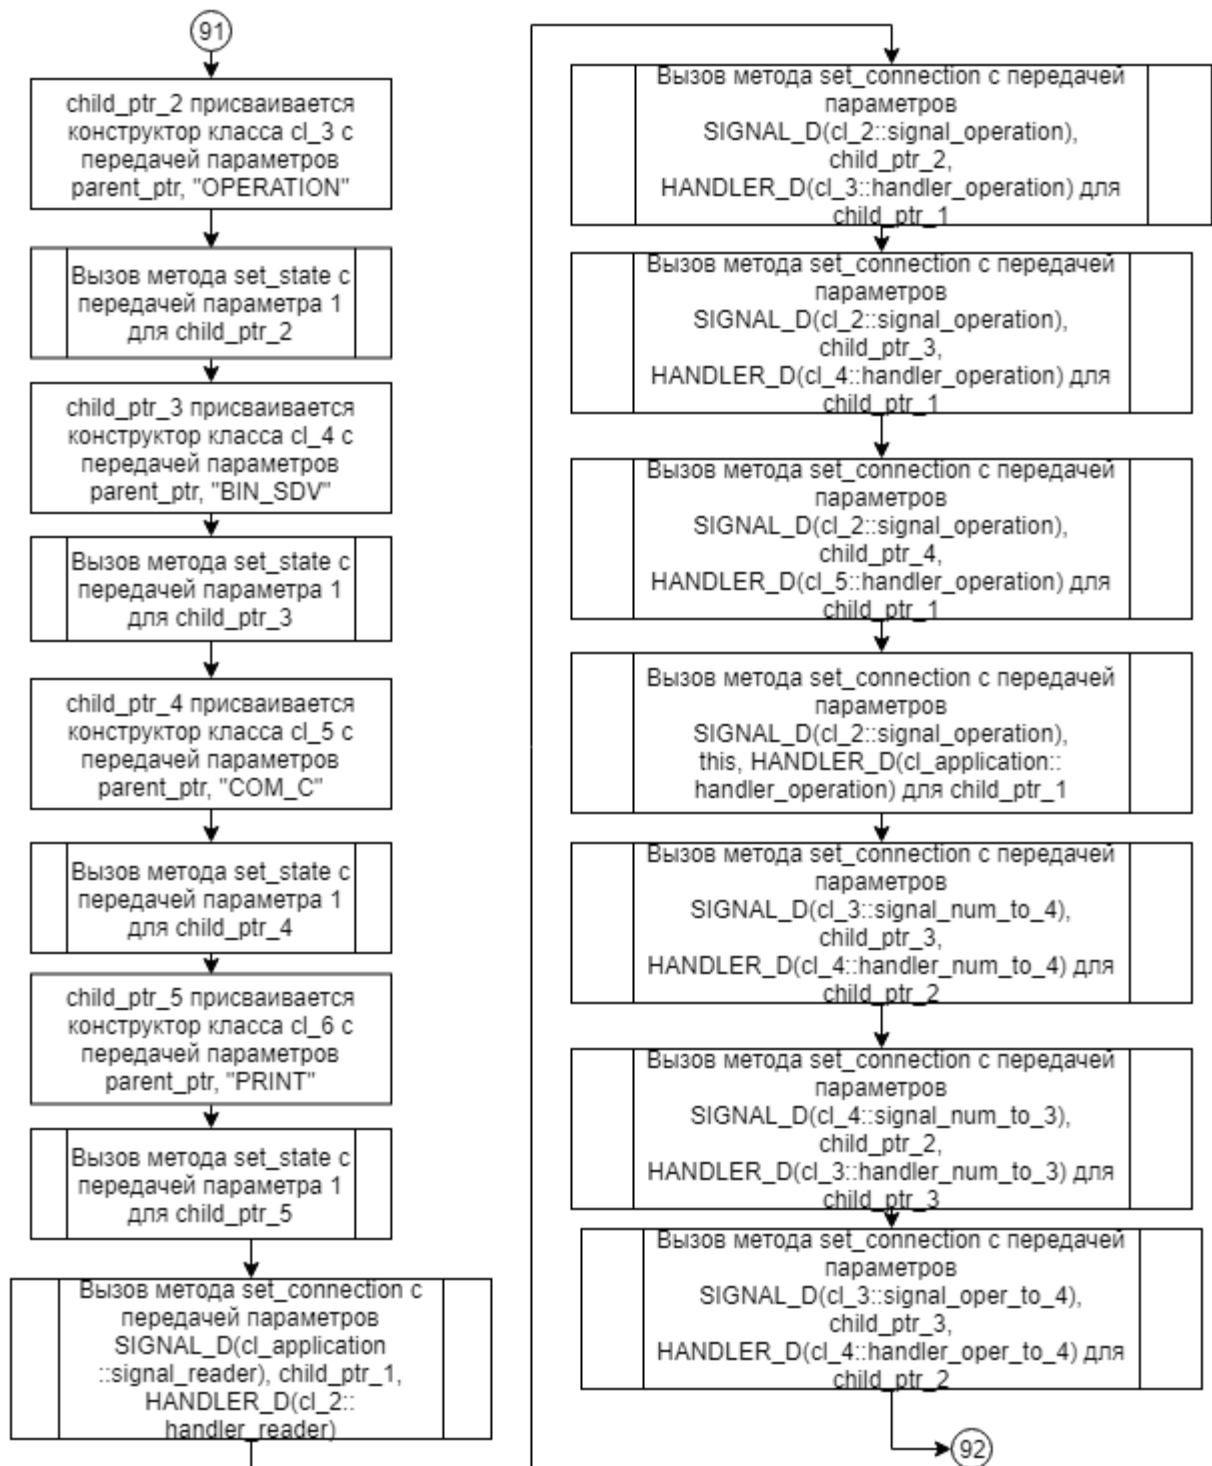 91
child_ptr_2 присваивается
конструктор класса cl_3 с
передачей параметров
parent_ptr, "OPERATION"
Вызов метода set_state с
передачей параметра 1
для child_ptr_2
child_ptr_3 присваивается
конструктор класса cl_4 с
передачей параметров
parent_ptr, "BIN_SDV"
Вызов метода set_state с
передачей параметра 1
для child_ptr_3
child_ptr_4 присваивается
конструктор класса cl_5 с
передачей параметров
parent_ptr, "COM_C"
Вызов метода set_state с
передачей параметра 1
для child_ptr_4
child_ptr_5 присваивается
конструктор класса cl_6 с
передачей параметров
parent_ptr, "PRINT"
Вызов метода set_state с
передачей параметра 1
для child_ptr_5
Вызов метода set_connection с
передачей параметров
SIGNAL_D(cl_application
::signal_reader), child_ptr_1,
HANDLER_D(cl_2::
handler_reader)
Вызов метода set_connection с передачей
параметров
SIGNAL_D(cl_2::signal_operation),
child_ptr_2,
HANDLER_D(cl_3::handler_operation) для
child_ptr_1
Вызов метода set_connection с передачей
параметров
SIGNAL_D(cl_2::signal_operation),
child_ptr_3,
HANDLER_D(cl_4::handler_operation) для
child_ptr_1
Вызов метода set_connection с передачей
параметров
SIGNAL_D(cl_2::signal_operation),
child_ptr_4,
HANDLER_D(cl_5::handler_operation) для
child_ptr_1
Вызов метода set_connection с передачей
параметров
SIGNAL_D(cl_2::signal_operation),
this, HANDLER_D(cl_application::
handler_operation) для child_ptr_1
Вызов метода set_connection с передачей
параметров
SIGNAL_D(cl_3::signal_num_to_4),
child_ptr_3,
HANDLER_D(cl_4::handler_num_to_4) для
child_ptr_2
Вызов метода set_connection с передачей
параметров
SIGNAL_D(cl_4::signal_num_to_3),
child_ptr_2,
HANDLER_D(cl_3::handler_num_to_3) для
child_ptr_3
Вызов метода set_connection с передачей
параметров
SIGNAL_D(cl_3::signal_oper_to_4),
child_ptr_3,
HANDLER_D(cl_4::handler_oper_to_4) для
child_ptr_2
92